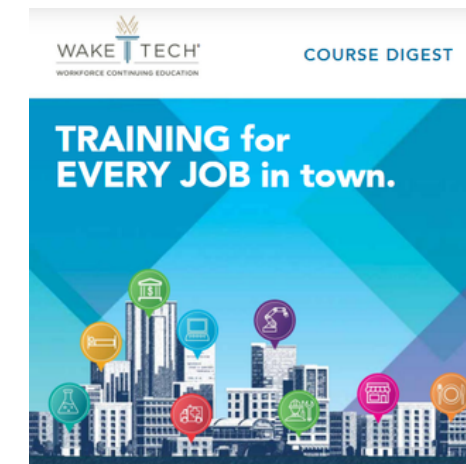 WAKE TECH®
COURSE DIGEST
WORKFORCE CONTINUING EDUCATION
TRAINING for
EVERY JOB in town.